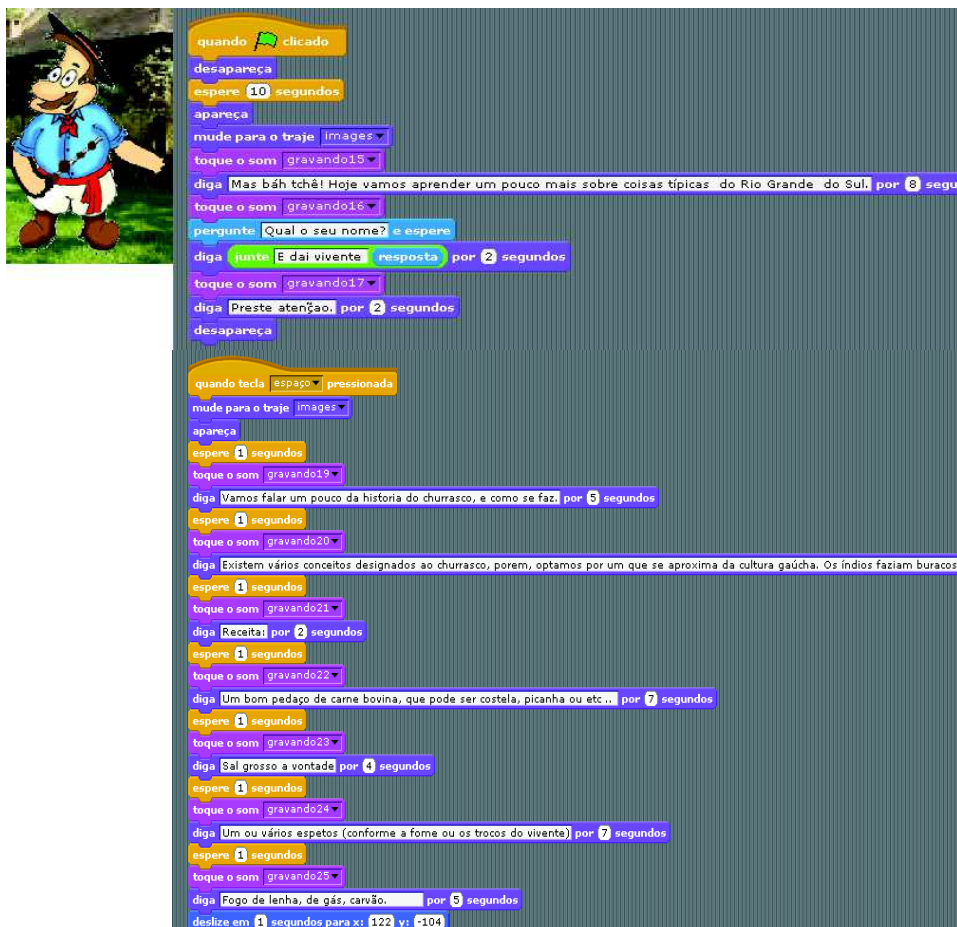 quando clicado
desapareça
espere 10 segundos
apareça
mude para o traje images
toque o som gravando15
diga Mas báh tchê! Hoje vamos aprender um pouco mais sobre coisas típicas do Rio Grande do Sul. por 8 segu
toque o som gravando16
pergunte Qual o seu nome? e espere
diga junte E dai vivente resposta por 2 segundos
toque o som gravando17
diga Preste atenc̃ao. por 2 segundos
desapareça
quando tecla espaço pressionada
mude para o traje images
apareça
espere 1 segundos
toque o som gravando19
diga Vamos falar um pouco da historia do churrasco, e como se faz. por 5 segundos
espere 1 segundos
toque o som gravando20
diga Existem vários conceitos designados ao churrasco, porem, optamos por um que se aproxima da cultura gaúcha. Os índios faziam buracos
espere 1 segundos
toque o som gravando21
diga Receita: por 2 segundos
espere 1 segundos
toque o som gravando22
diga Um bom pedaço de carne bovina, que pode ser costela, picanha ou etc .. por 7 segundos
espere 1 segundos
toque o som gravando23
diga Sal grosso a vontade por 4 segundos
espere 1 segundos
toque o som gravando24
diga Um ou vários espetos (conforme a fome ou os trocos do vivente) por 7 segundos
espere 1 segundos
toque o som gravando25
diga Fogo de lenha, de gás, carvão. por 5 segundos
deslize em 1 segundos para x: 122 y: -104